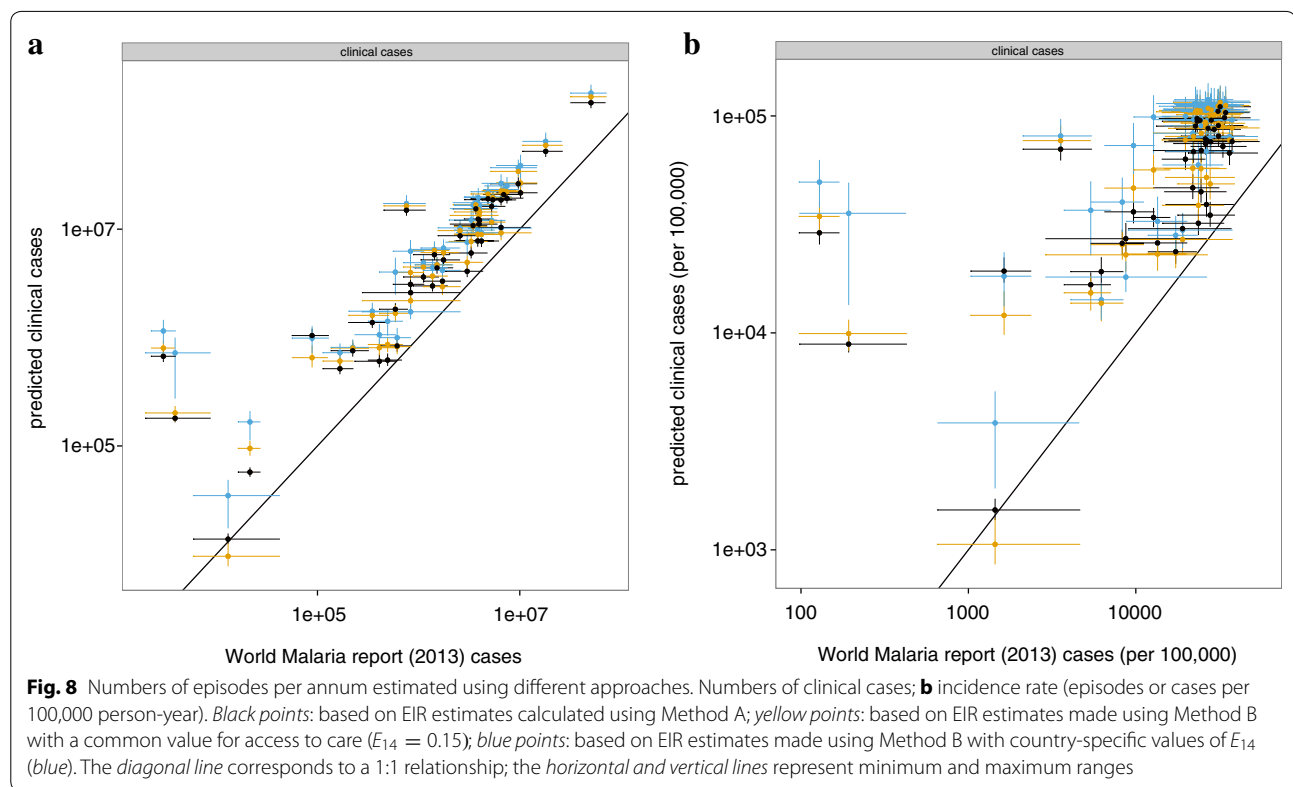 a
clinical cases
predicted clinical cases
1e+07
1e+05
1e+05 1e+07
World Malaria report (2013) cases
b
clinical cases
predicted clinical cases (per 100,000)
1e+05
1e+04
1e+03
100 1000 10000
World Malaria report (2013) cases (per 100,000)
Fig. 8 Numbers of episodes per annum estimated using different approaches. Numbers of clinical cases; b incidence rate (episodes or cases per
100,000 person-year). Black points: based on EIR estimates calculated using Method A; yellow points: based on EIR estimates made using Method B
with a common value for access to care (E14 = 0.15); blue points: based on EIR estimates made using Method B with country-specific values of E14
(blue). The diagonal line corresponds to a 1:1 relationship; the horizontal and vertical lines represent minimum and maximum ranges